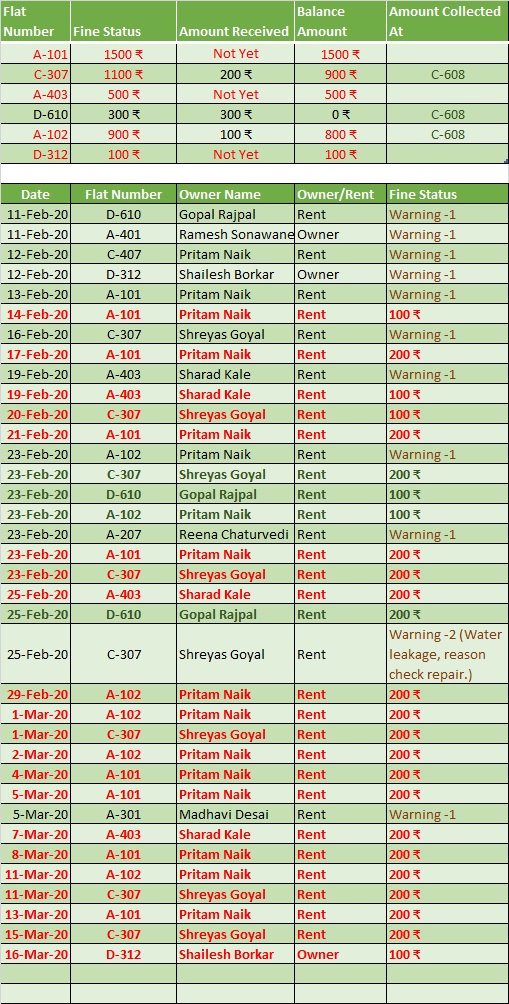 Flat Number Fine Status Amount Received Balance Amount Amount Collected At
A-101 1500 ₹ Not Yet 1500 ₹
C-307 1100 ₹ 200 ₹ 900 ₹ C-608
A-403 500 ₹ Not Yet 500 ₹
D-610 300 ₹ 300 ₹ 0 ₹ C-608
A-102 900 ₹ 100 ₹ 800 ₹ C-608
D-312 100 ₹ Not Yet 100 ₹
Date Flat Number Owner Name Owner/Rent Fine Status
11-Feb-20 D-610 Gopal Rajpal Rent Warning -1
11-Feb-20 A-401 Ramesh Sonawane Owner Warning -1
12-Feb-20 C-407 Pritam Naik Rent Warning -1
12-Feb-20 D-312 Shailesh Borkar Owner Warning -1
13-Feb-20 A-101 Pritam Naik Rent Warning -1
14-Feb-20 A-101 Pritam Naik Rent 100 ₹
16-Feb-20 C-307 Shreyas Goyal Rent Warning -1
17-Feb-20 A-101 Pritam Naik Rent 200 ₹
19-Feb-20 A-403 Sharad Kale Rent Warning -1
19-Feb-20 A-403 Sharad Kale Rent 100 ₹
20-Feb-20 C-307 Shreyas Goyal Rent 100 ₹
21-Feb-20 A-101 Pritam Naik Rent 200 ₹
23-Feb-20 A-102 Pritam Naik Rent Warning -1
23-Feb-20 C-307 Shreyas Goyal Rent 200 ₹
23-Feb-20 D-610 Gopal Rajpal Rent 100 ₹
23-Feb-20 A-102 Pritam Naik Rent 100 ₹
23-Feb-20 A-207 Reena Chaturvedi Rent Warning -1
23-Feb-20 A-101 Pritam Naik Rent 200 ₹
23-Feb-20 C-307 Shreyas Goyal Rent 200 ₹
25-Feb-20 A-403 Sharad Kale Rent 200 ₹
25-Feb-20 D-610 Gopal Rajpal Rent 200 ₹
25-Feb-20 C-307 Shreyas Goyal Rent Warning -2 (Water
leakage, reason
check repair.)
29-Feb-20 A-102 Pritam Naik Rent 200 ₹
1-Mar-20 A-102 Pritam Naik Rent 200 ₹
1-Mar-20 C-307 Shreyas Goyal Rent 200 ₹
2-Mar-20 A-102 Pritam Naik Rent 200 ₹
4-Mar-20 A-101 Pritam Naik Rent 200 ₹
5-Mar-20 A-101 Pritam Naik Rent 200 ₹
5-Mar-20 A-301 Madhavi Desai Rent Warning -1
7-Mar-20 A-403 Sharad Kale Rent 200 ₹
8-Mar-20 A-101 Pritam Naik Rent 200 ₹
11-Mar-20 A-102 Pritam Naik Rent 200 ₹
11-Mar-20 C-307 Shreyas Goyal Rent 200 ₹
13-Mar-20 A-101 Pritam Naik Rent 200 ₹
15-Mar-20 C-307 Shreyas Goyal Rent 200 ₹
16-Mar-20 D-312 Shailesh Borkar Owner 100 ₹